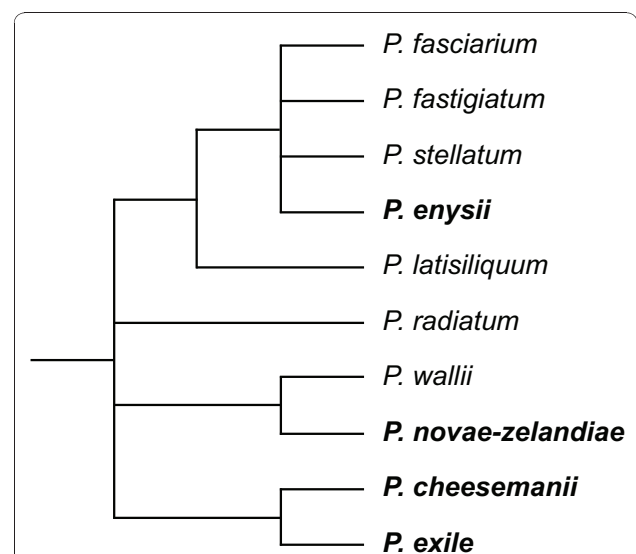 P. fasciarium
P. fastigiatum
P. stellatum
P. enysii
P. latisiliquum
P. radiatum
P. wallii
P. novae-zelandiae
P. cheesemanii
P. exile